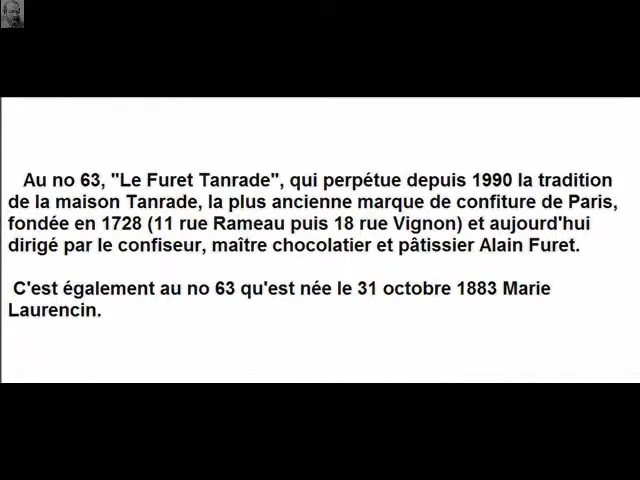 Au no 63, "Le Furet Tanrade", qui perpétue depuis 1990 la tradition
de la maison Tanrade, la plus ancienne marque de confiture de Paris,
fondée en 1728 (11 rue Rameau puis 18 rue Vignon) et aujourd'hui
dirigé par le confiseur, maître chocolatier et pâtissier Alain Furet.
C'est également au no 63 qu'est née le 31 octobre 1883 Marie
Laurencin.